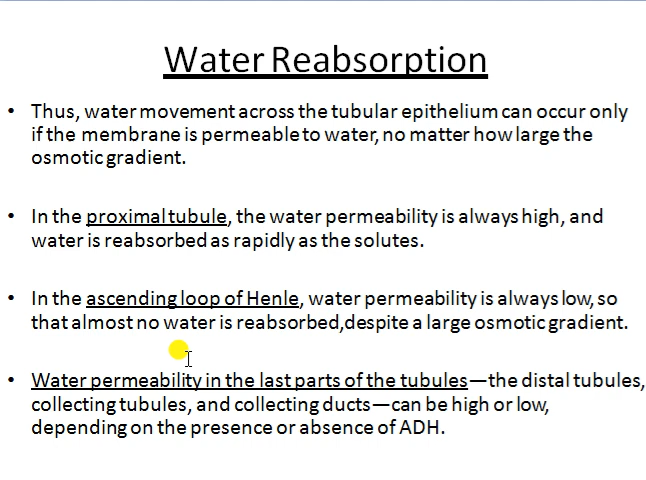 Water Reabsorption
• Thus, water movement across the tubular epithelium can occur only
if the membrane is permeable to water, no matter how large the
osmotic gradient.
• In the proximal tubule, the water permeability is always high, and
water is reabsorbed as rapidly as the solutes.
• In the ascending loop of Henle, water permeability is always low, so
that almost no water is reabsorbed,despite a large osmotic gradient.
• Water permeability in the last parts of the tubules—the distal tubules,
collecting tubules, and collecting ducts—can be high or low,
depending on the presence or absence of ADH.